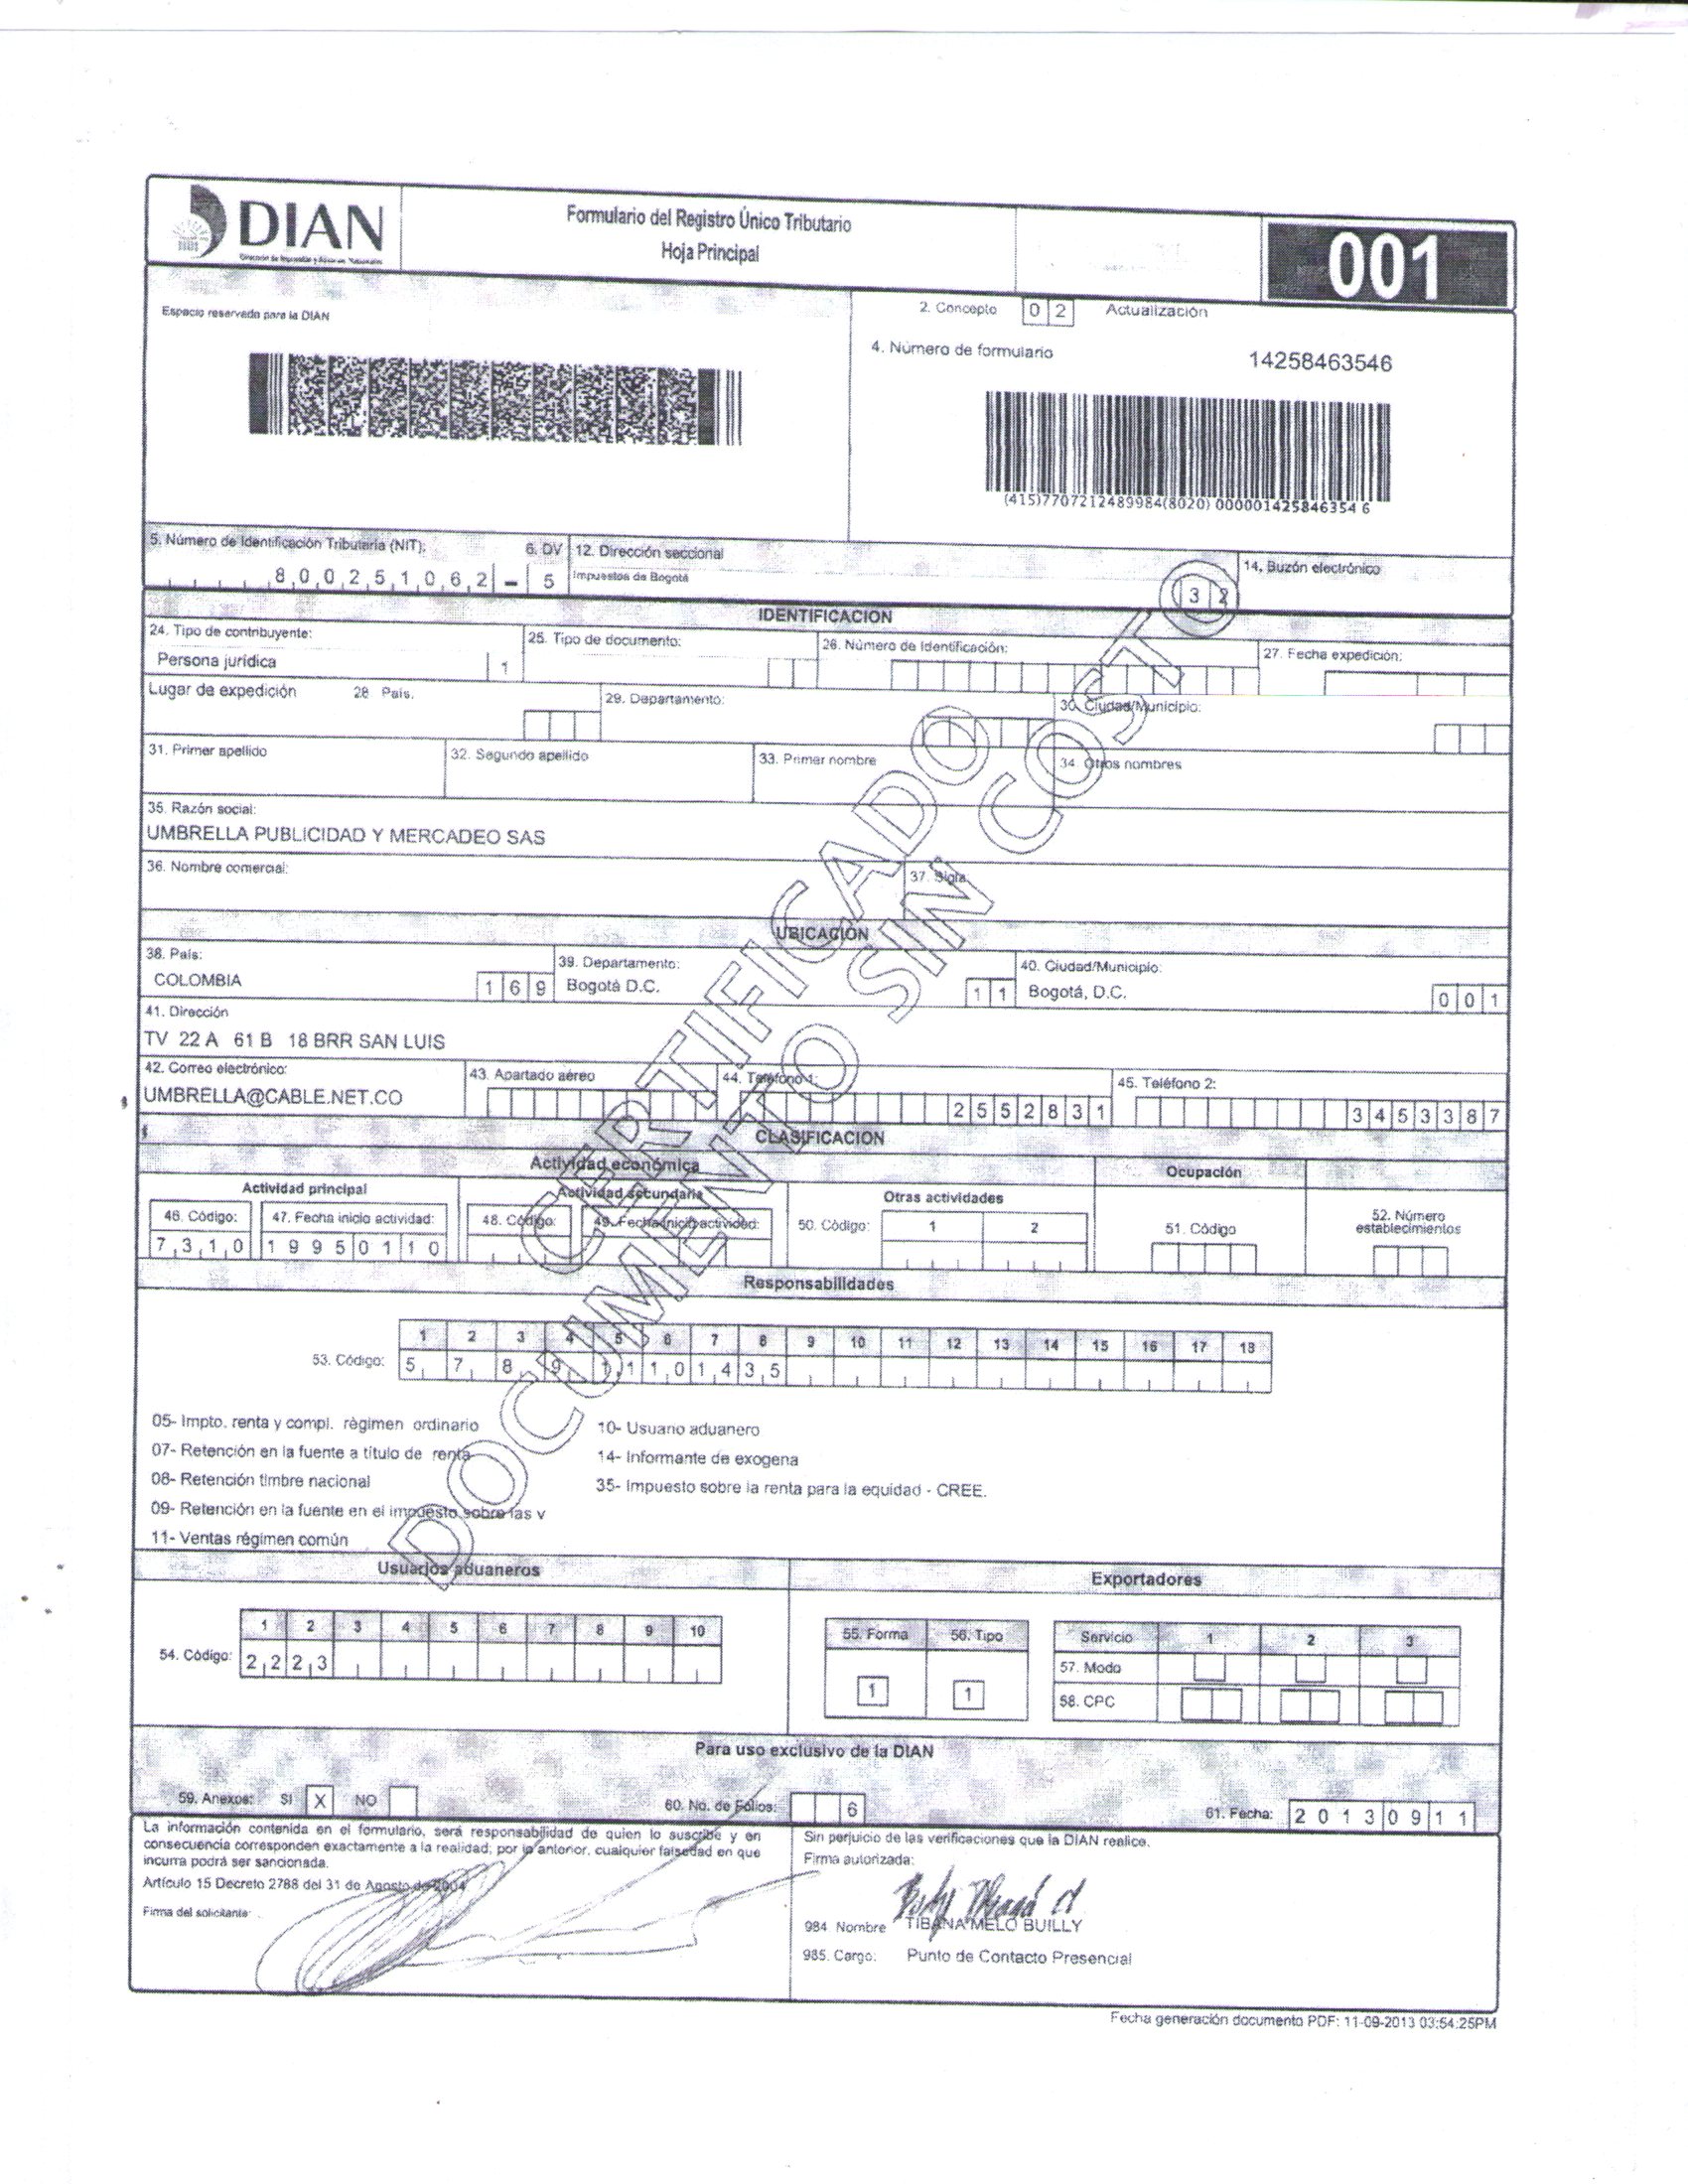 DIAN
Dirección de Impuestos y Aduanas Nacionales
Formulario del Registro Único Tributario
Hoja Principal
001
Espacio reservado para la DIAN
2. Concepto 0 2 Actualización
4. Número de formulario 14258463546
(415)7707212489984(8020) 000001425846354 6
5. Número de Identificación Tributaria (NIT): 6. DV 12. Dirección seccional 14. Buzón electrónico
8 0 0 2 5 1 0 6 2 - 5 Impuestos de Bogotá 3 2
IDENTIFICACION
24. Tipo de contribuyente: 25. Tipo de documento: 26. Número de Identificación: 27. Fecha expedición:
Persona jurídica 1
Lugar de expedición 28 País. 29. Departamento: 30. Ciudad/Municipio:
31. Primer apellido 32. Segundo apellido 33. Primer nombre 34. Otros nombres
35. Razón social:
UMBRELLA PUBLICIDAD Y MERCADEO SAS
36. Nombre comercial: 37. Sigla:
UBICACIÓN
38. País: 39. Departamento: 40. Ciudad/Municipio:
COLOMBIA 1 6 9 Bogotá D.C. 1 1 Bogotá, D.C. 0 0 1
41. Dirección
TV 22 A 61 B 18 BRR SAN LUIS
42. Correo electrónico: 43. Apartado aéreo 44. Teléfono 1: 45. Teléfono 2:
UMBRELLA@CABLE.NET.CO 2 5 5 2 8 3 1 3 4 5 3 3 8 7
CLASIFICACION
Actividad económica Ocupación
Actividad principal Actividad secundaria Otras actividades 52. Número establecimientos
46. Código: 47. Fecha inicio actividad: 48. Código: 49. Fecha inicio actividad: 50. Código: 1 2 51. Código
7 3 1 0 1 9 9 5 0 1 1 0
Responsabilidades
1 2 3 4 5 6 7 8 9 10 11 12 13 14 15 16 17 18
53. Código: 5 7 8 9 1 1 1 0 1 4 3 5
05- Impto. renta y compl. régimen ordinario
07- Retención en la fuente a título de renta
08- Retención timbre nacional
09- Retención en la fuente en el impuesto sobre las v
11- Ventas régimen común
10- Usuario aduanero
14- Informante de exogena
35- Impuesto sobre la renta para la equidad - CREE.
CERTIFICADO
DOCUMENTO SIN COSTO
Usuarios aduaneros Exportadores
1 2 3 4 5 6 7 8 9 10
54. Código: 2 2 2 3
55. Forma 56. Tipo Servicio 1 2 3
1 1
57. Modo
58. CPC
Para uso exclusivo de la DIAN
59. Anexos: SI X NO 60. No. de Folios: 6 61. Fecha: 2 0 1 3 0 9 1 1
La información contenida en el formulario, será responsabilidad de quien lo suscribe y en
consecuencia corresponden exactamente a la realidad; por lo anterior, cualquier falsedad en que
incurra podrá ser sancionada.
Artículo 15 Decreto 2788 del 31 de Agosto de 2004
Firma del solicitante:
Sin perjuicio de las verificaciones que la DIAN realice.
Firma autorizada:
984 Nombre TIBANA MELO BUILLY
985. Cargo: Punto de Contacto Presencial
Fecha generación documento PDF: 11-09-2013 03:54:25PM